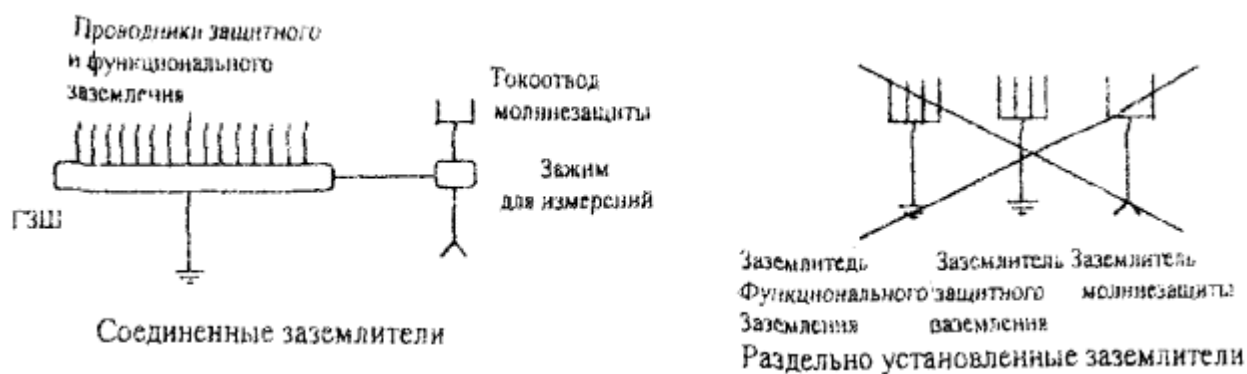 Проводники защитного
и функционального
заземления
Токоотвод
молниезащиты
Зажим
для измерений
ГЗШ
Соединенные заземлители
Заземлитель
Функционального
Заземления
Заземлитель
защитного
заземления
Заземлитель
молниезащиты
Раздельно установленные заземлители